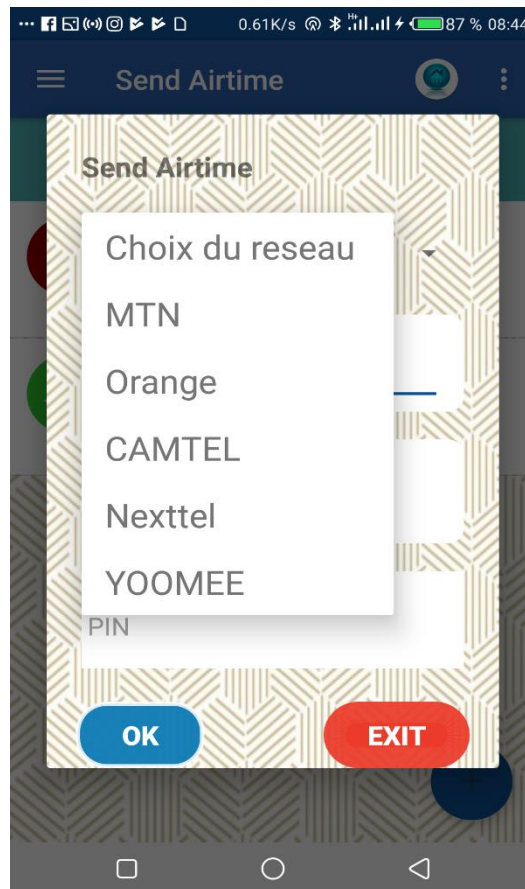 ... 0.61K/s 87 % 08:44
Send Airtime
Send Airtime
Choix du reseau
MTN
Orange
CAMTEL
Nexttel
YOOMEE
PIN
OK EXIT